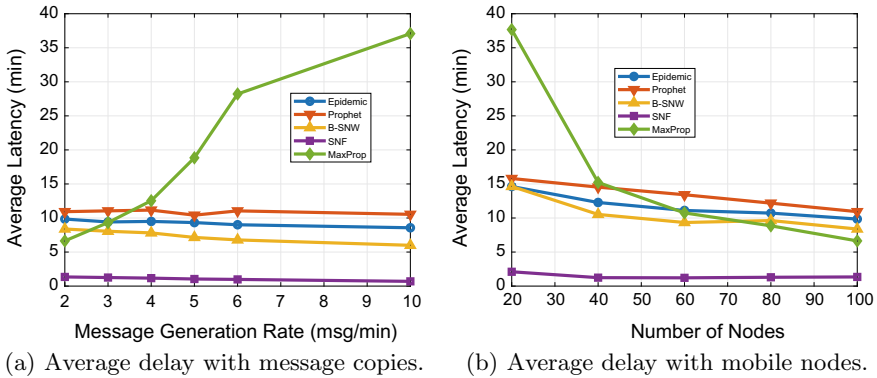 40
35
30
25
20
15
10
5
0
Average Latency (min)
Epidemic
Prophet
B-SNW
SNF
MaxProp
2 3 4 5 6 7 8 9 10
Message Generation Rate (msg/min)
(a) Average delay with message copies.
40
35
30
25
20
15
10
5
0
Average Latency (min)
Epidemic
Prophet
B-SNW
SNF
MaxProp
20 30 40 50 60 70 80 90 100
Number of Nodes
(b) Average delay with mobile nodes.